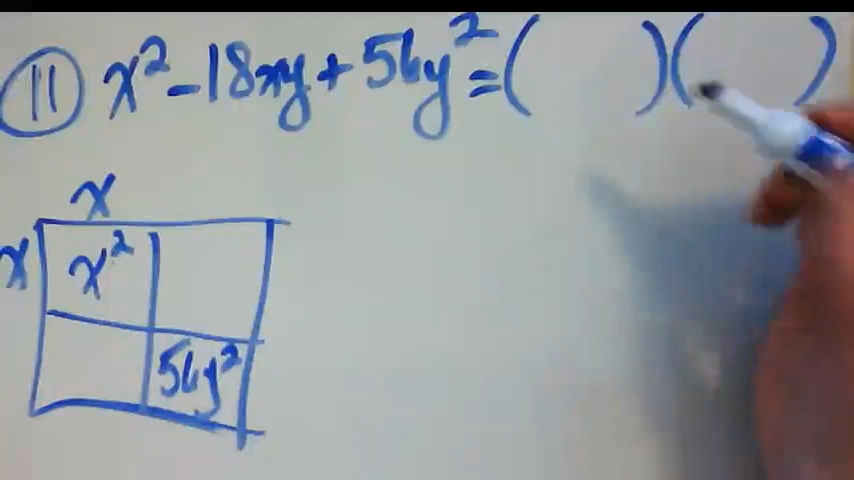 11 x² - 18xy + 56y² = (      )(      )
x
x x²
56y²